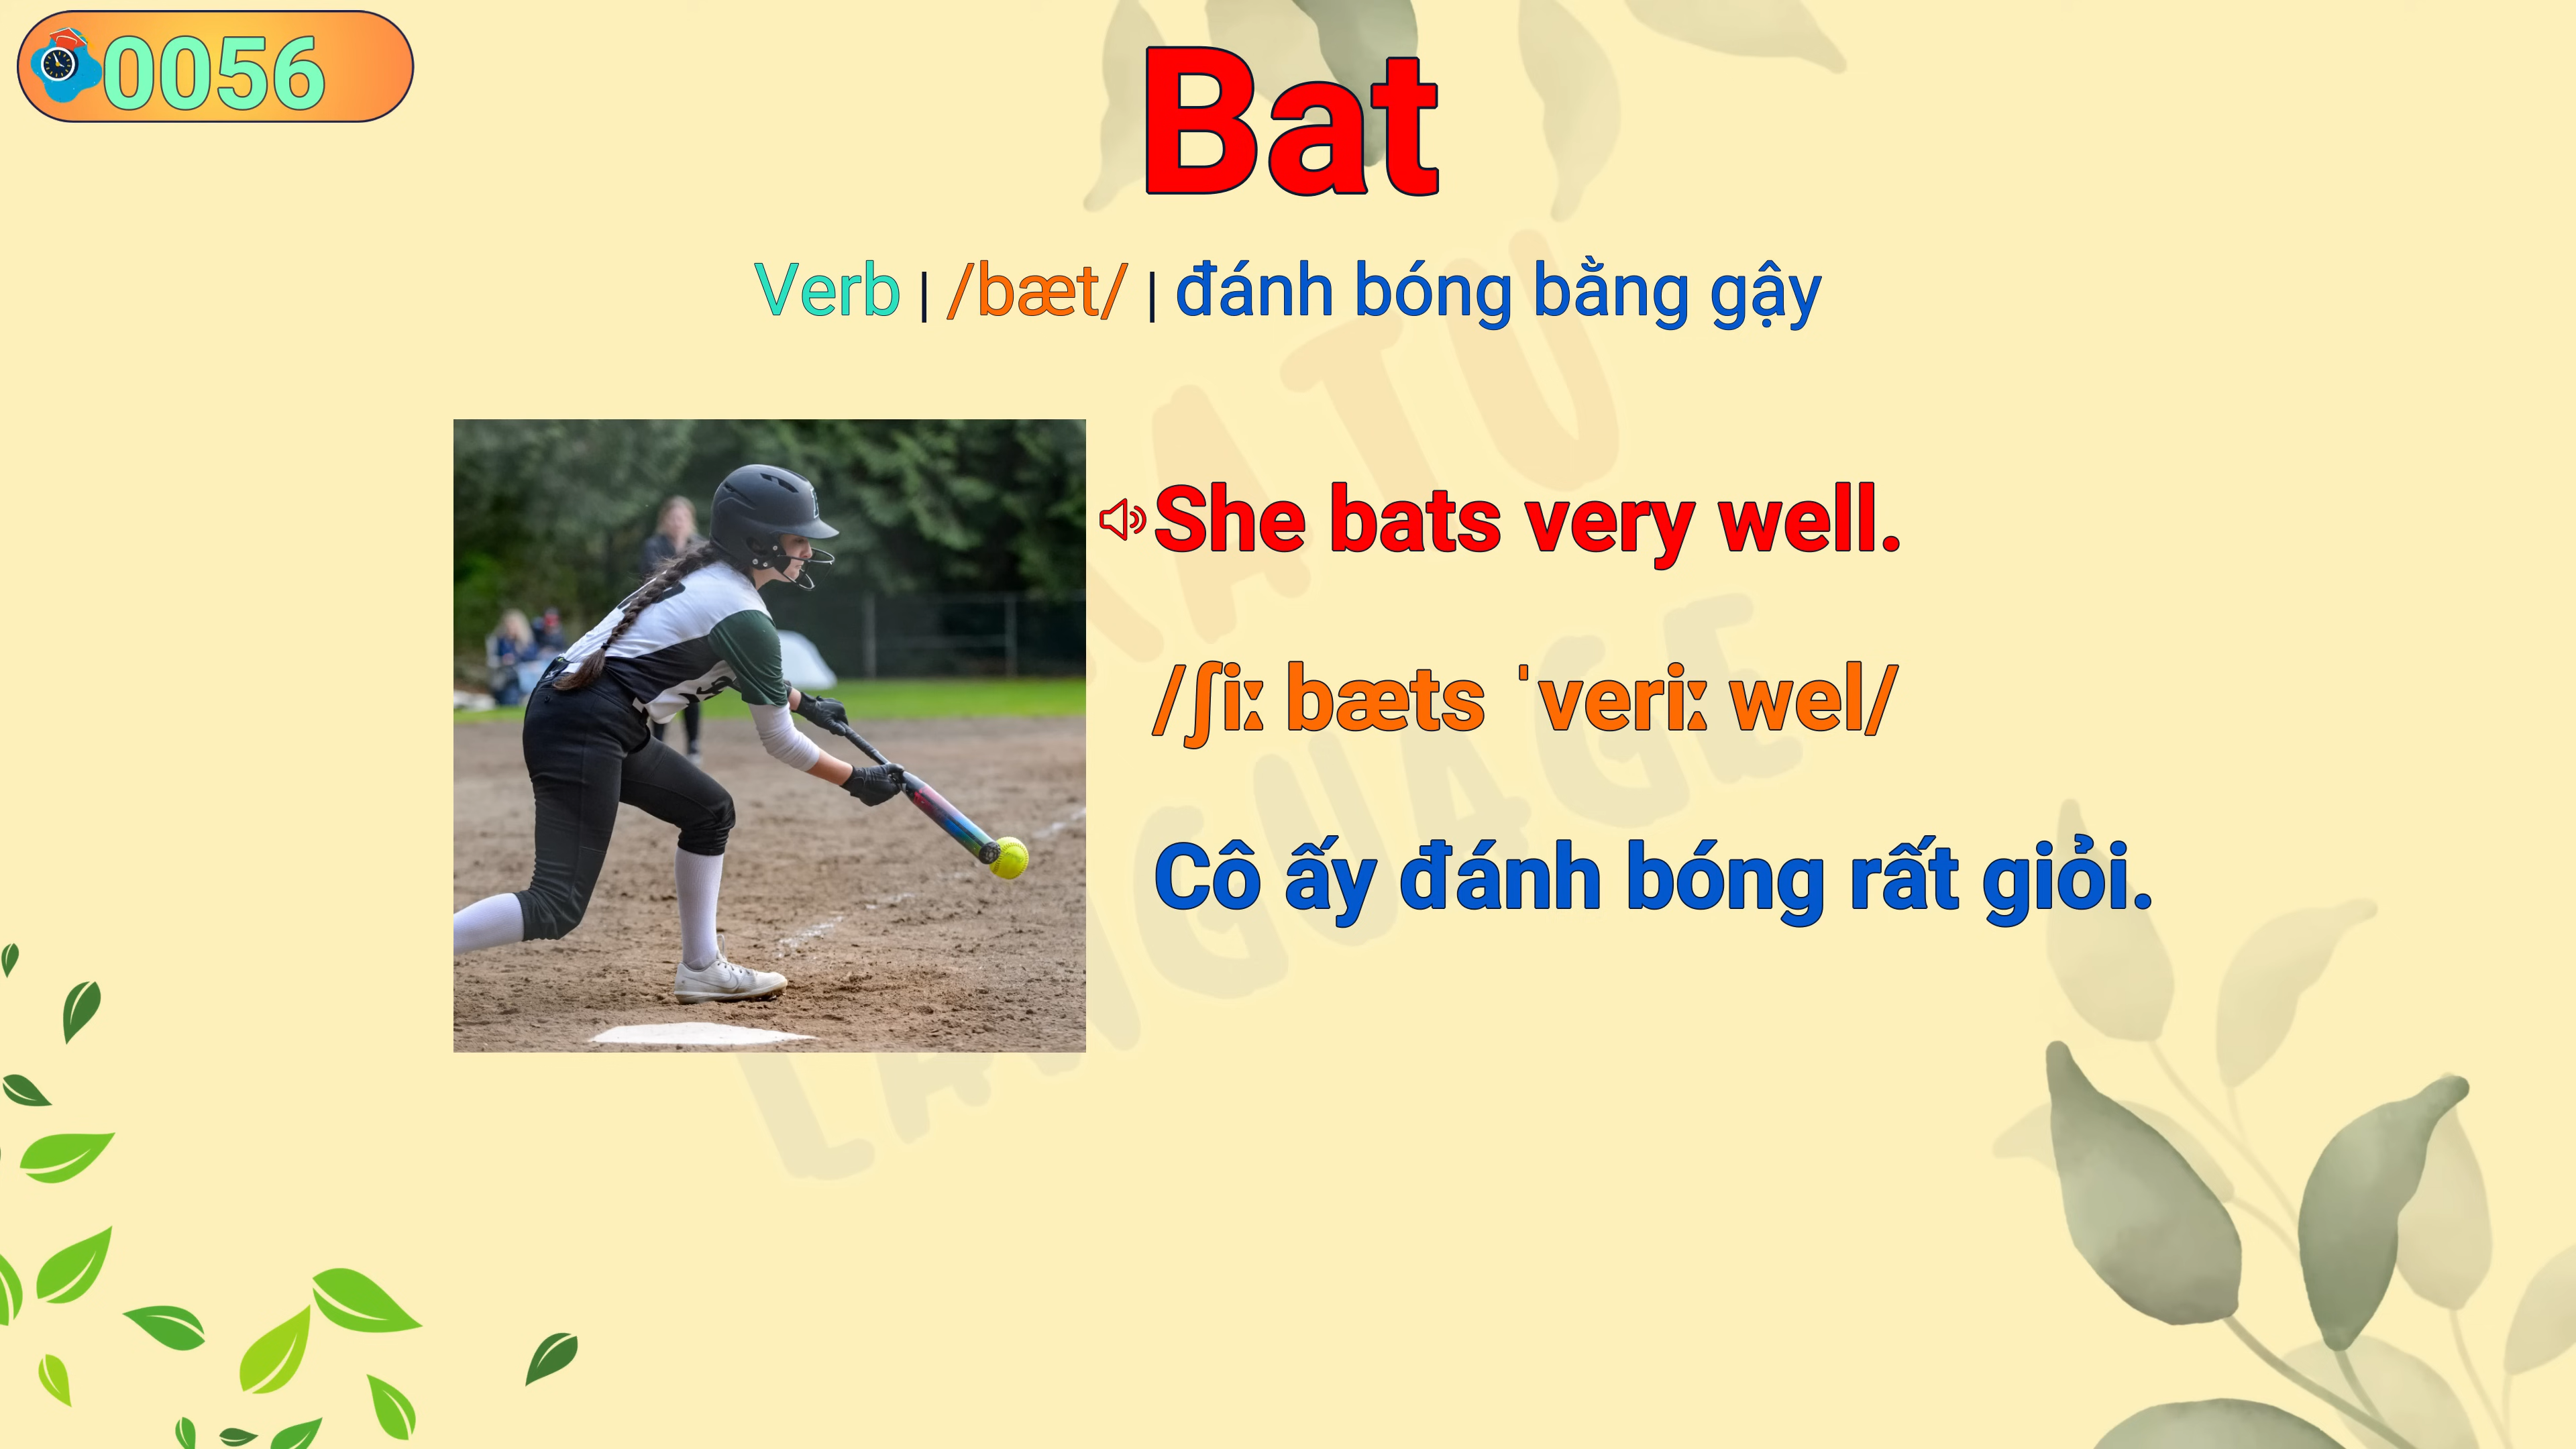 0056
Bat
Verb | /bæt/ | đánh bóng bằng gậy
She bats very well.
/ʃiː bæts ˈveriː wel/
Cô ấy đánh bóng rất giỏi.
LANGUAGE